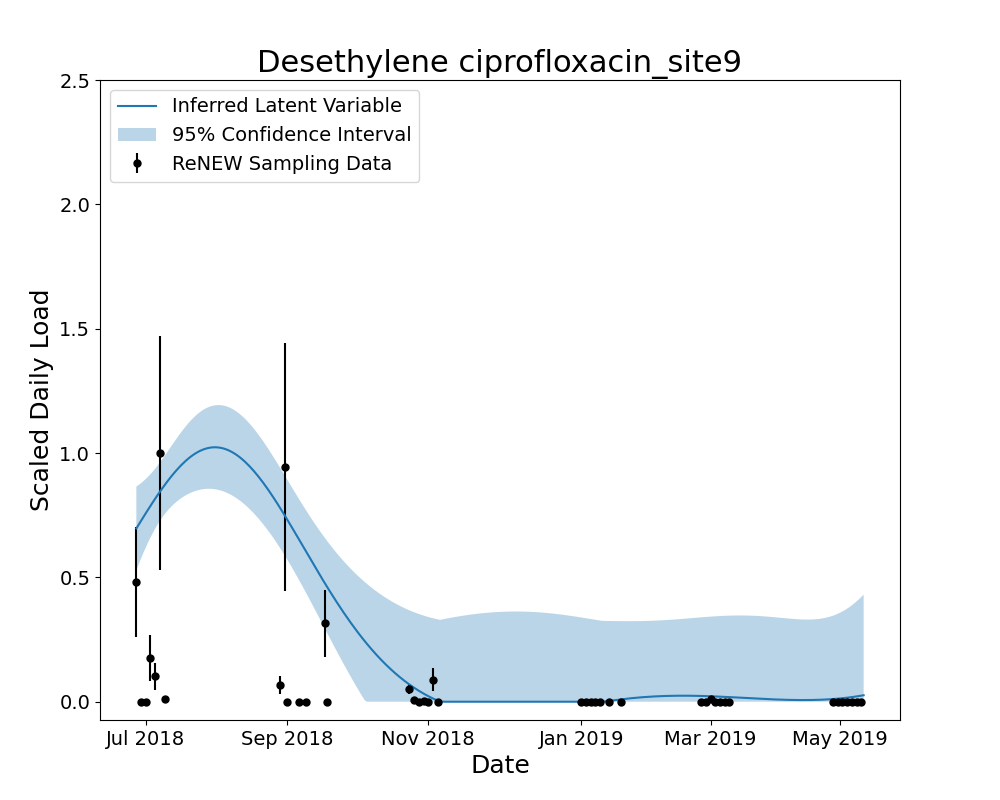 Desethylene ciprofloxacin_site9
Inferred Latent Variable
95% Confidence Interval
ReNEW Sampling Data
Scaled Daily Load
2.5
2.0
1.5
1.0
0.5
0.0
Jul 2018 Sep 2018 Nov 2018 Jan 2019 Mar 2019 May 2019
Date